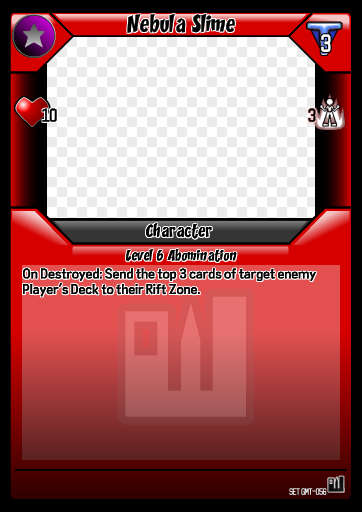 Nebula Slime
3
10
3
Character
Level 6 Abomination
On Destroyed: Send the top 3 cards of target enemy
Player's Deck to their Rift Zone.
SET GMT-056